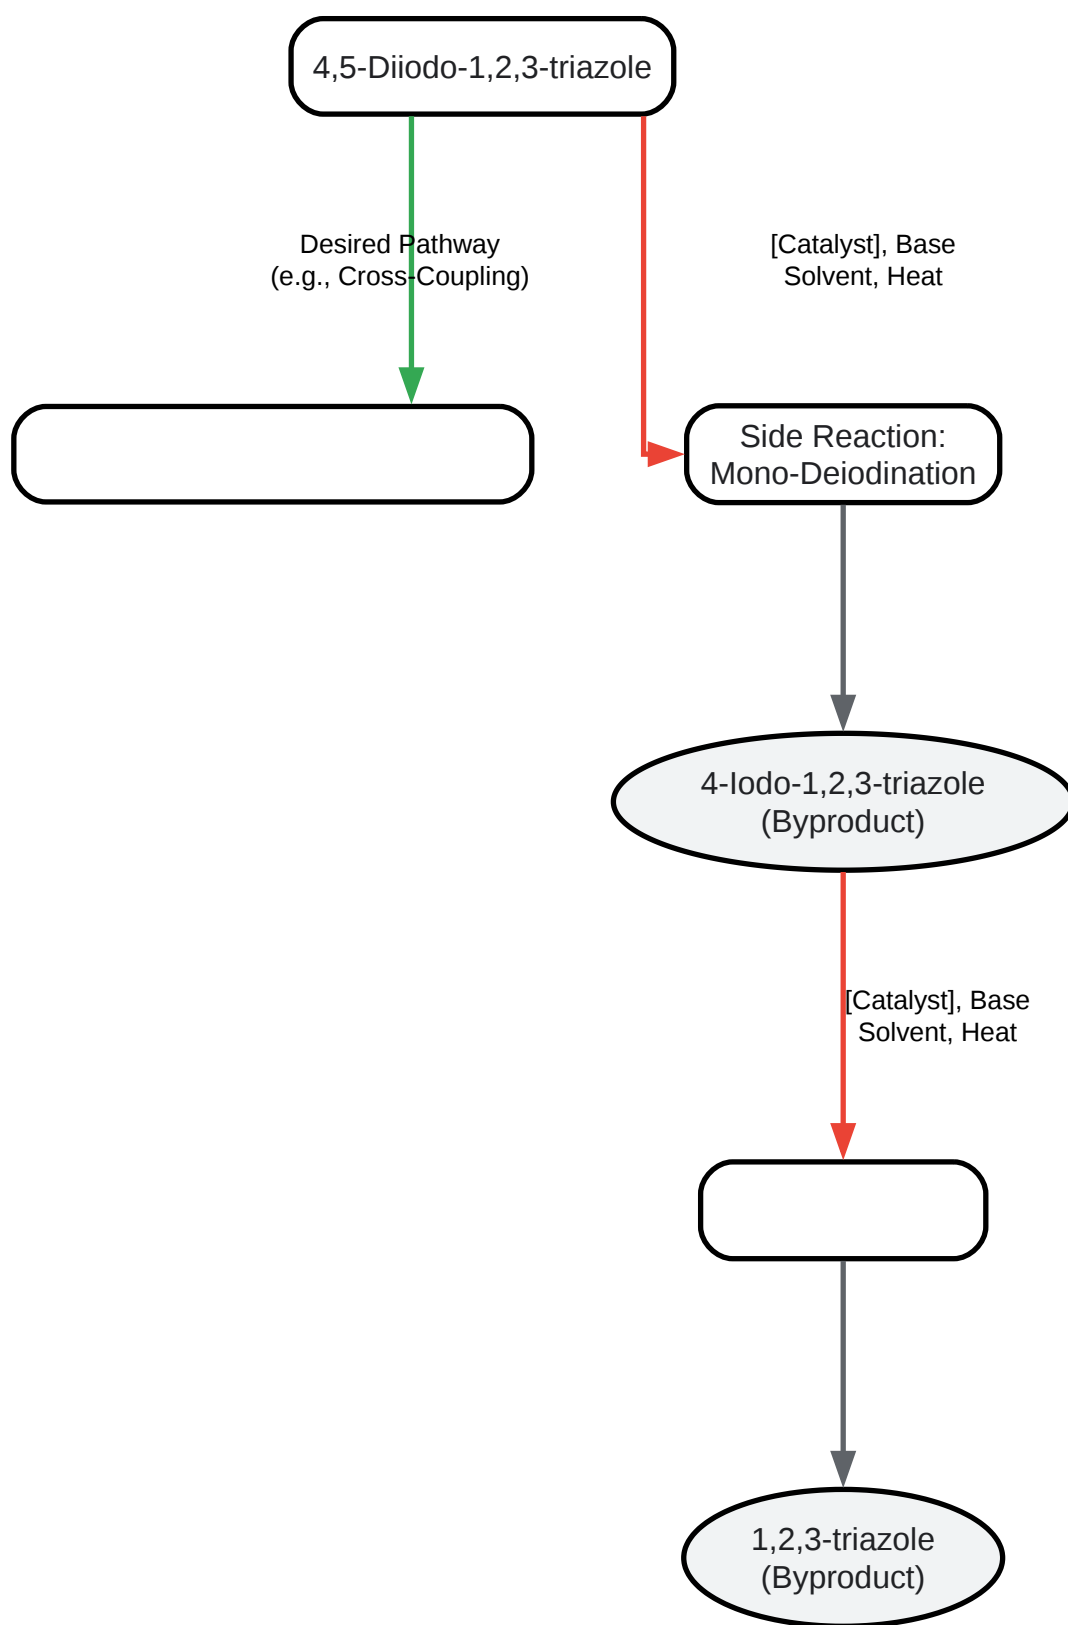 4,5-Diiodo-1,2,3-triazole
Desired Pathway
(e.g., Cross-Coupling)
[Catalyst], Base
Solvent, Heat
Side Reaction:
Mono-Deiodination
4-Iodo-1,2,3-triazole
(Byproduct)
[Catalyst], Base
Solvent, Heat
1,2,3-triazole
(Byproduct)